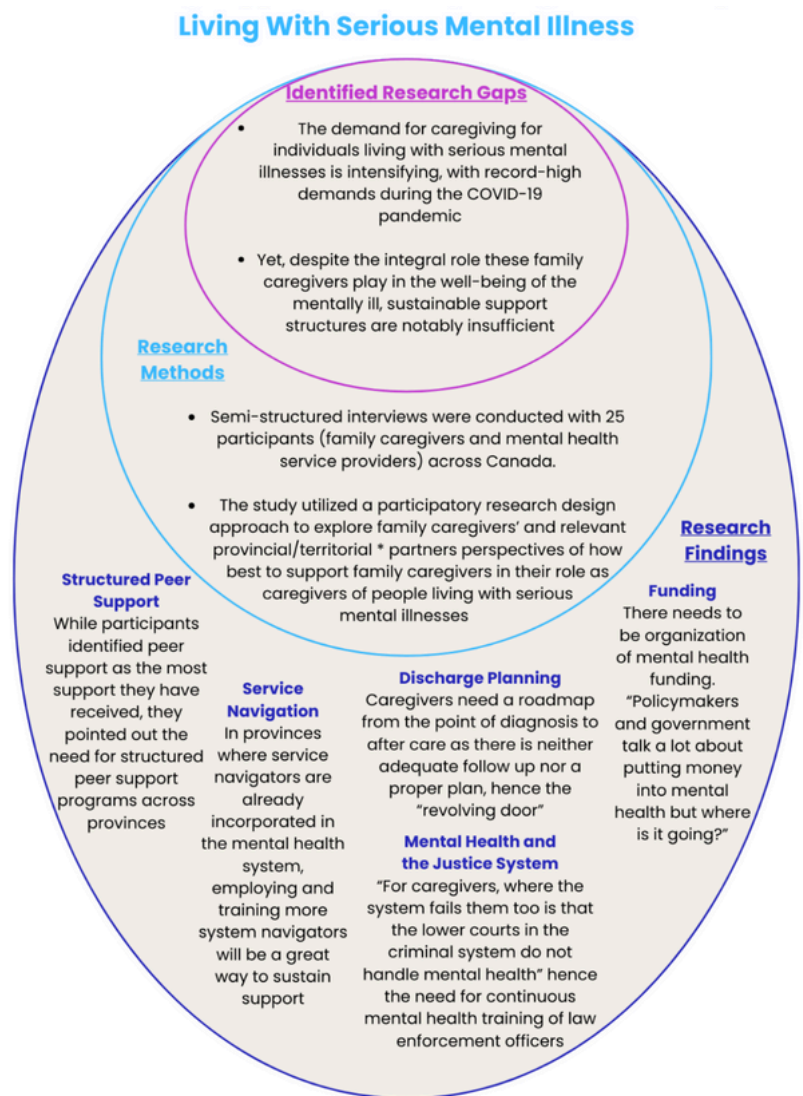 Living With Serious Mental Illness
Identified Research Gaps
• The demand for caregiving for
individuals living with serious mental
illnesses is intensifying, with record-high
demands during the COVID-19
pandemic
• Yet, despite the integral role these family
caregivers play in the well-being of the
mentally ill, sustainable support
structures are notably insufficient
Research
Methods
• Semi-structured interviews were conducted with 25
participants (family caregivers and mental health
service providers) across Canada.
• The study utilized a participatory research design
approach to explore family caregivers’ and relevant
provincial/territorial * partners perspectives of how
best to support family caregivers in their role as
caregivers of people living with serious
mental illnesses
Research
Findings
Structured Peer
Support
While participants
identified peer
support as the most
support they have
received, they
pointed out the
need for structured
peer support
programs across
provinces
Service
Navigation
In provinces
where service
navigators are
already
incorporated in
the mental health
system,
employing and
training more
system navigators
will be a great
way to sustain
support
Discharge Planning
Caregivers need a roadmap
from the point of diagnosis to
after care as there is neither
adequate follow up nor a
proper plan, hence the
“revolving door”
Mental Health and
the Justice System
“For caregivers, where the
system fails them too is that
the lower courts in the
criminal system do not
handle mental health” hence
the need for continuous
mental health training of law
enforcement officers
Funding
There needs to
be organization
of mental health
funding.
“Policymakers
and government
talk a lot about
putting money
into mental
health but where
is it going?”